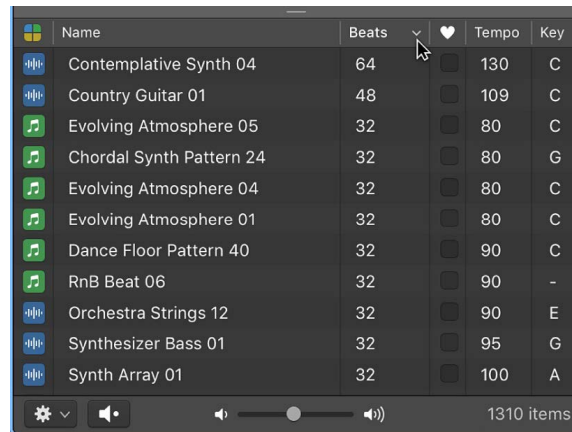 Name Beats Tempo Key
Contemplative Synth 04 64 130 C
Country Guitar 01 48 109 C
Evolving Atmosphere 05 32 80 C
Chordal Synth Pattern 24 32 80 G
Evolving Atmosphere 04 32 80 C
Evolving Atmosphere 01 32 80 C
Dance Floor Pattern 40 32 90 C
RnB Beat 06 32 90 -
Orchestra Strings 12 32 90 E
Synthesizer Bass 01 32 95 G
Synth Array 01 32 100 A
1310 items